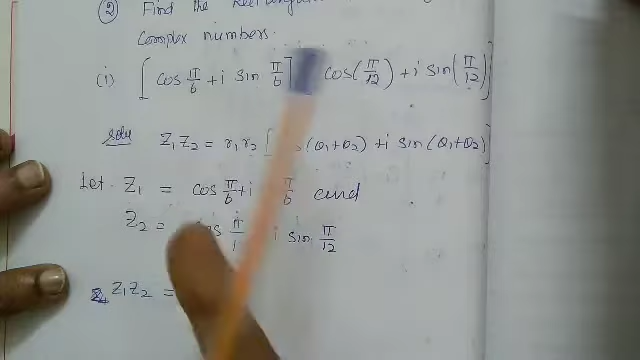 ② Find the Rectangular
Complex numbers.
(i) [cos π/6 + i sin π/6] cos(π/12) + i sin(π/12)]
Soln Z₁Z₂ = r₁r₂ [ (θ₁+θ₂) + i sin (θ₁+θ₂)]
Let Z₁ = cos π/6 + i π/6 and
Z₂ = i sin π/12
Z₁Z₂ =